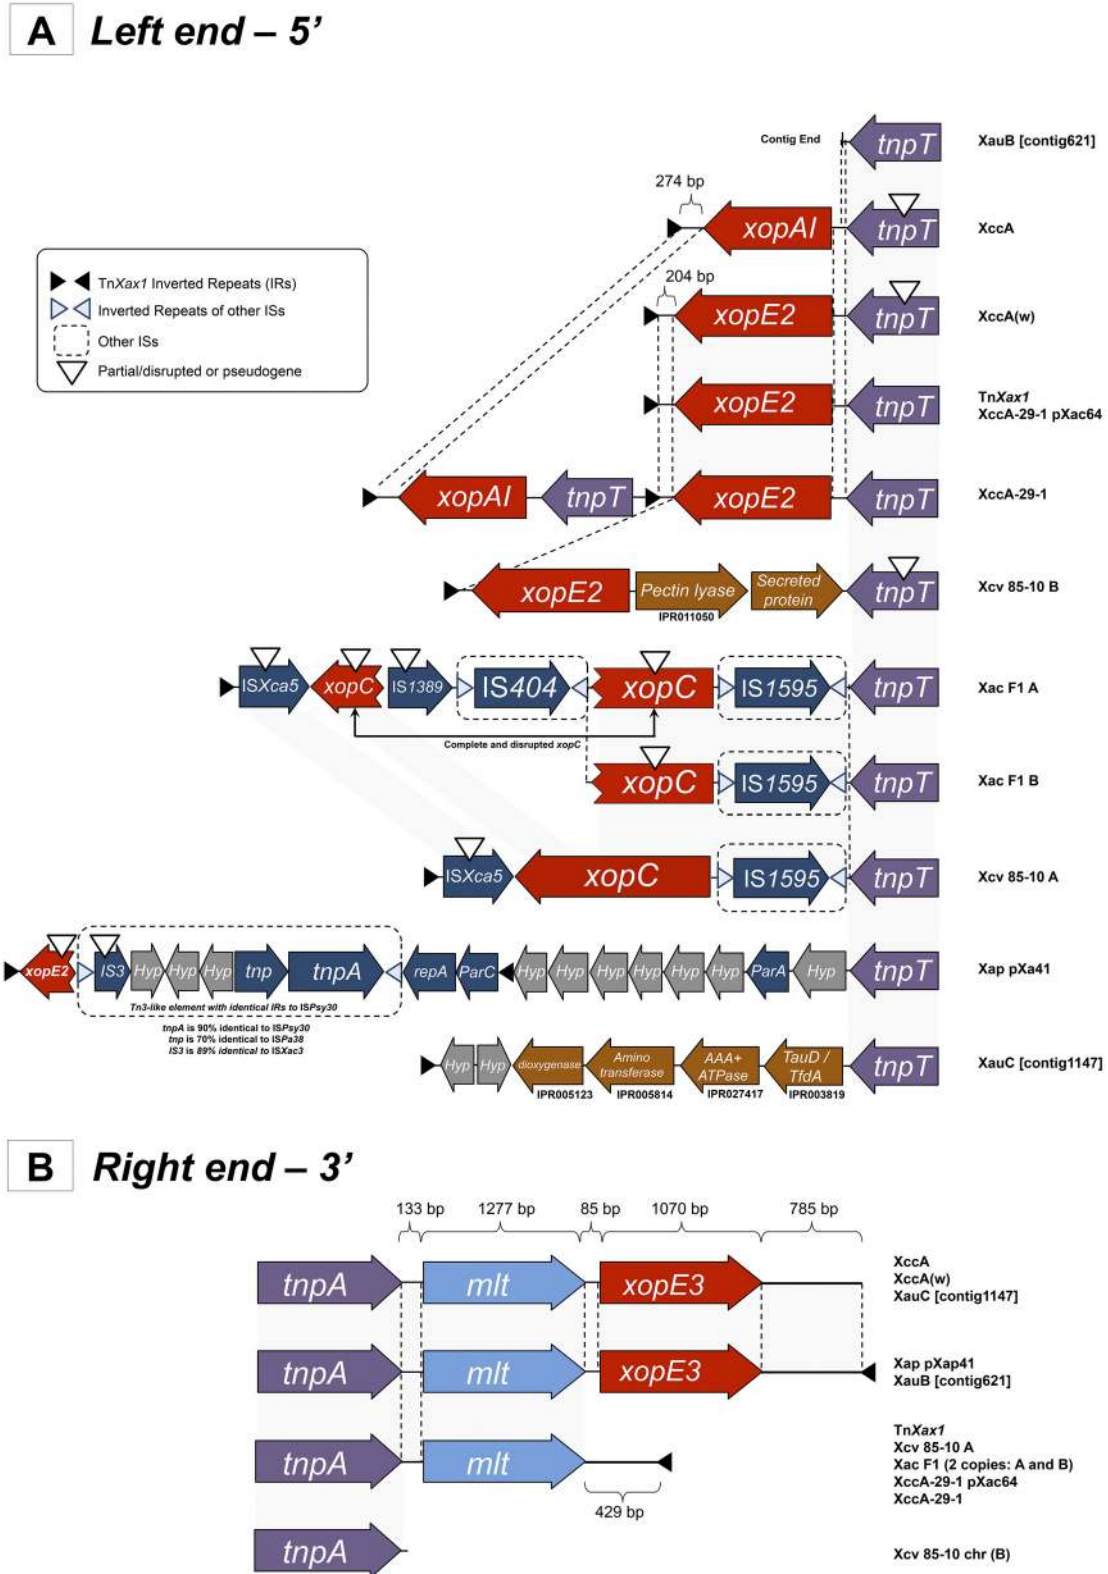 A Left end – 5’
Contig End
tnpT
XauB [contig621]
274 bp
xopAI
tnpT
XccA
TnXax1 Inverted Repeats (IRs)
Inverted Repeats of other ISs
Other ISs
Partial/disrupted or pseudogene
204 bp
xopE2
tnpT
XccA(w)
xopE2
tnpT
TnXax1
XccA-29-1 pXac64
xopAI
tnpT
xopE2
tnpT
XccA-29-1
xopE2
Pectin lyase
IPR011050
Secreted
protein
tnpT
Xcv 85-10 B
ISXca5
xopC
IS1389
IS404
xopC
IS1595
tnpT
Xac F1 A
Complete and disrupted xopC
xopC
IS1595
tnpT
Xac F1 B
ISXca5
xopC
IS1595
tnpT
Xcv 85-10 A
xopE2
IS3
Hyp
Hyp
Hyp
tnp
tnpA
repA
ParC
Hyp
Hyp
Hyp
Hyp
Hyp
Hyp
ParA
Hyp
tnpT
Xap pXa41
Tn3-like element with identical IRs to ISPsy30
tnpA is 90% identical to ISPsy30
tnp is 70% identical to ISPa38
IS3 is 89% identical to ISXac3
Hyp
Hyp
dioxygenase
IPR005123
Amino
transferase
IPR005814
AAA+
ATPase
IPR027417
TauD /
TfdA
IPR003819
tnpT
XauC [contig1147]
B Right end – 3’
133 bp
1277 bp
85 bp
1070 bp
785 bp
tnpA
mlt
xopE3
XccA
XccA(w)
XauC [contig1147]
tnpA
mlt
xopE3
Xap pXap41
XauB [contig621]
tnpA
mlt
429 bp
TnXax1
Xcv 85-10 A
Xac F1 (2 copies: A and B)
XccA-29-1 pXac64
XccA-29-1
tnpA
Xcv 85-10 chr (B)